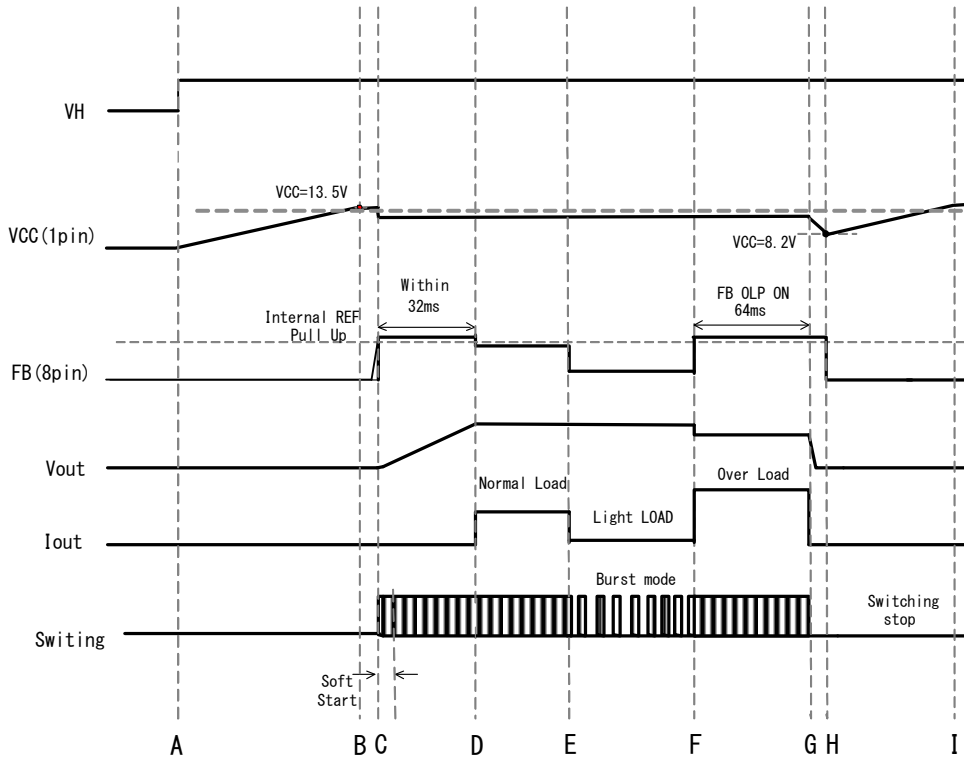 VH
VCC=13.5V
VCC(1pin)
VCC=8.2V
Within
32ms
FB OLP ON
64ms
Internal REF
Pull Up
FB(8pin)
Vout
Normal Load
Over Load
Light LOAD
Iout
Burst mode
Switching
stop
Switing
Soft
Start
A B C D E F G H I